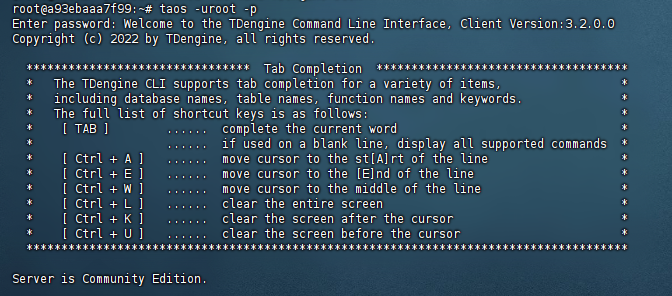 root@a93ebaaa7f99:~# taos -uroot -p
Enter password: Welcome to the TDengine Command Line Interface, Client Version:3.2.0.0
Copyright (c) 2022 by TDengine, all rights reserved.
******************************** Tab Completion ************************************
* The TDengine CLI supports tab completion for a variety of items, *
* including database names, table names, function names and keywords. *
* The full list of shortcut keys is as follows: *
* [ TAB ] ...... complete the current word *
* ...... if used on a blank line, display all supported commands *
* [ Ctrl + A ] ...... move cursor to the st[A]rt of the line *
* [ Ctrl + E ] ...... move cursor to the [E]nd of the line *
* [ Ctrl + W ] ...... move cursor to the middle of the line *
* [ Ctrl + L ] ...... clear the entire screen *
* [ Ctrl + K ] ...... clear the screen after the cursor *
* [ Ctrl + U ] ...... clear the screen before the cursor *
**************************************************************************************
Server is Community Edition.